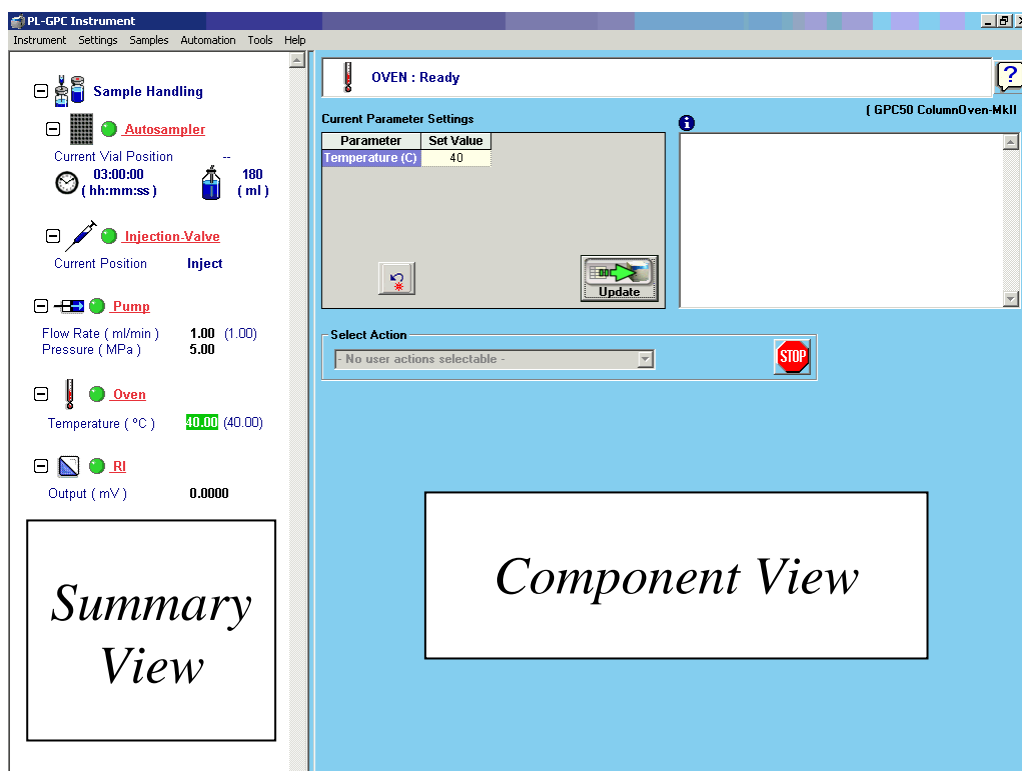 PL-GPC Instrument
Instrument Settings Samples Automation Tools Help
Sample Handling
Autosampler
Current Vial Position --
03:00:00 180
( hh:mm:ss ) ( ml )
Injection-Valve
Current Position Inject
Pump
Flow Rate ( ml/min ) 1.00 (1.00)
Pressure ( MPa ) 5.00
Oven
Temperature ( ºC ) 40.00 (40.00)
RI
Output ( mV ) 0.0000
Summary
View
OVEN : Ready
?
( GPC50 ColumnOven-MkII
Current Parameter Settings
i
Parameter Set Value
Temperature (C) 40
Update
Select Action
- No user actions selectable -
STOP
Component View